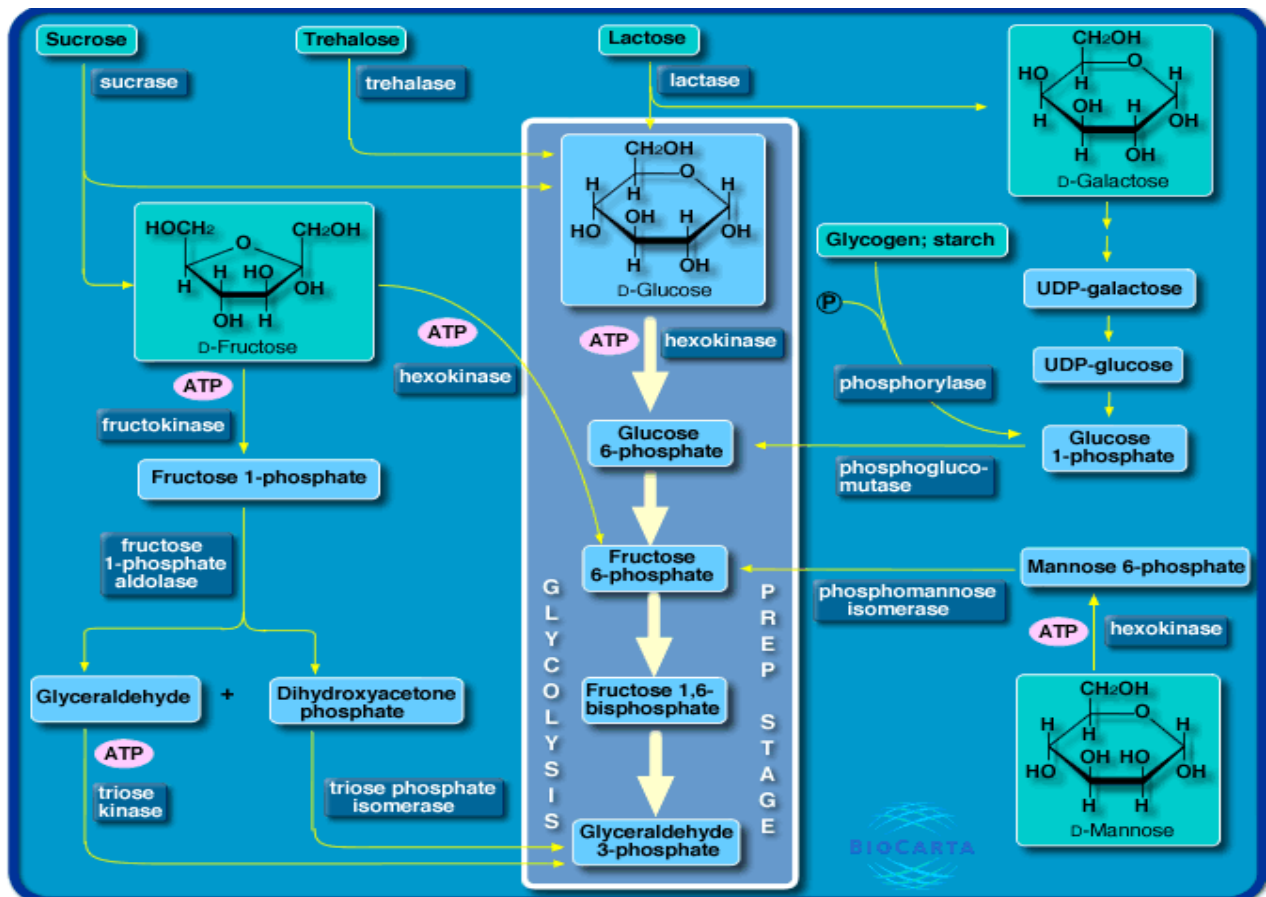 Sucrose
Trehalose
Lactose
sucrase
trehalase
lactase
CH2OH
O
HO
H
H
OH
H
H
OH
H
OH
D-Galactose
CH2OH
O
H
H
H
OH
H
HO
OH
H
OH
D-Glucose
HOCH2
O
CH2OH
H
H
HO
OH
OH
H
D-Fructose
Glycogen; starch
P
UDP-galactose
UDP-glucose
phosphorylase
Glucose
1-phosphate
ATP
hexokinase
ATP
hexokinase
ATP
fructokinase
Fructose 1-phosphate
Glucose
6-phosphate
phosphogluco-
mutase
fructose
1-phosphate
aldolase
Fructose
6-phosphate
Mannose 6-phosphate
phosphomannose
isomerase
ATP
hexokinase
GLYCOLYSIS
PREP STAGE
Glyceraldehyde
+
Dihydroxyacetone
phosphate
Fructose 1,6-
bisphosphate
ATP
triose
kinase
triose phosphate
isomerase
Glyceraldehyde
3-phosphate
CH2OH
O
H
H
H
OH
HO
HO
OH
H
H
D-Mannose
BIOCARTA